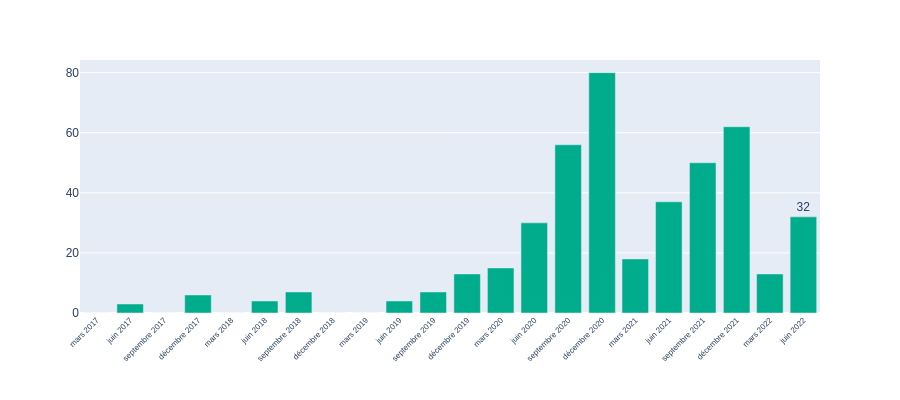 80
60
40
20
0
32
mars 2017
juin 2017
septembre 2017
décembre 2017
mars 2018
juin 2018
septembre 2018
décembre 2018
mars 2019
juin 2019
septembre 2019
décembre 2019
mars 2020
juin 2020
septembre 2020
décembre 2020
mars 2021
juin 2021
septembre 2021
décembre 2021
mars 2022
juin 2022